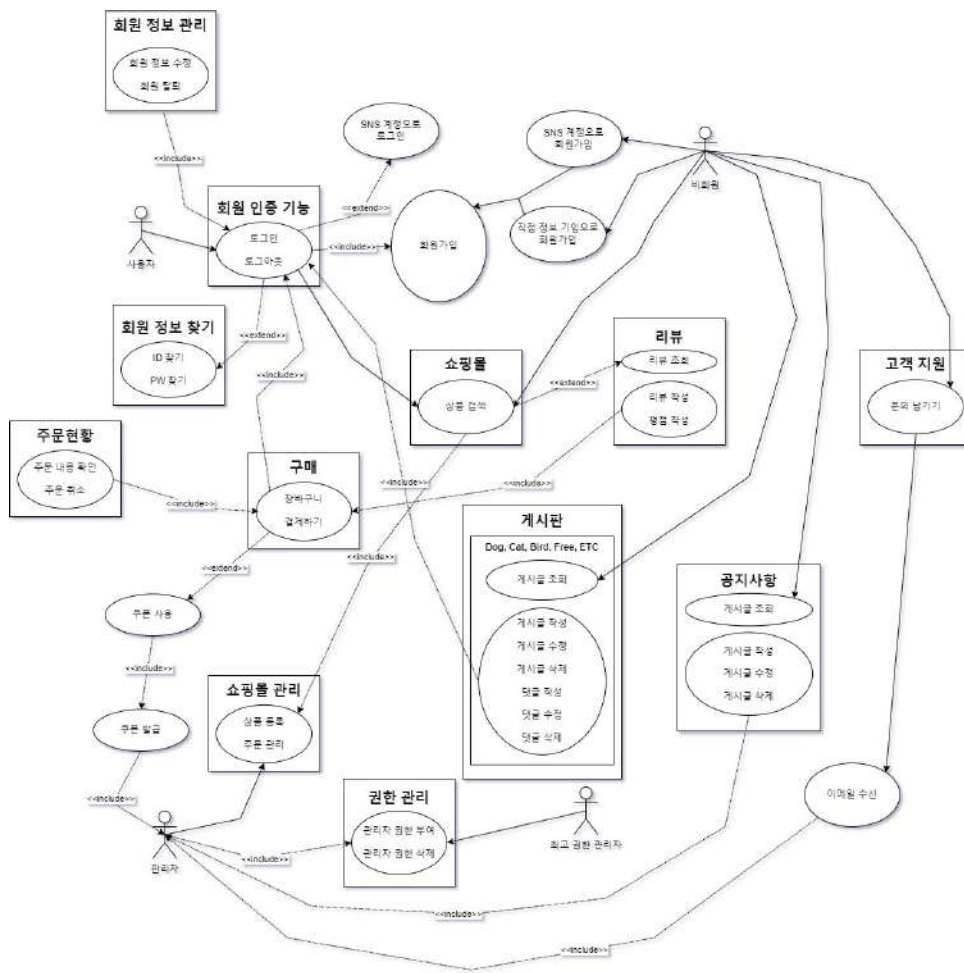 회원 정보 관리
회원 정보 수정
회원 탈퇴
SNS 계정으로
로그인
SNS 계정으로
회원가입
<<include>>
비회원
회원 인증 기능
<<extend>>
사용자
로그인
로그아웃
<<include>>
회원가입
직접 정보 기입으로
회원가입
회원 정보 찾기
<<extend>>
ID 찾기
PW 찾기
<<include>>
쇼핑몰
상품 검색
<<extend>>
리뷰
리뷰 조회
리뷰 작성
평점 작성
고객 지원
문의 남기기
주문현황
주문 내용 확인
주문 취소
<<include>>
구매
장바구니
결제하기
<<include>>
<<extend>>
<<include>>
게시판
Dog, Cat, Bird, Free, ETC
게시글 조회
게시글 작성
게시글 수정
게시글 삭제
댓글 작성
댓글 수정
댓글 삭제
공지사항
게시글 조회
게시글 작성
게시글 수정
게시글 삭제
쿠폰 사용
<<include>>
쿠폰 발급
<<include>>
쇼핑몰 관리
상품 등록
주문 관리
관리자
<<include>>
권한 관리
관리자 권한 부여
관리자 권한 삭제
최고 권한 관리자
이메일 수신
<<include>>
<<include>>